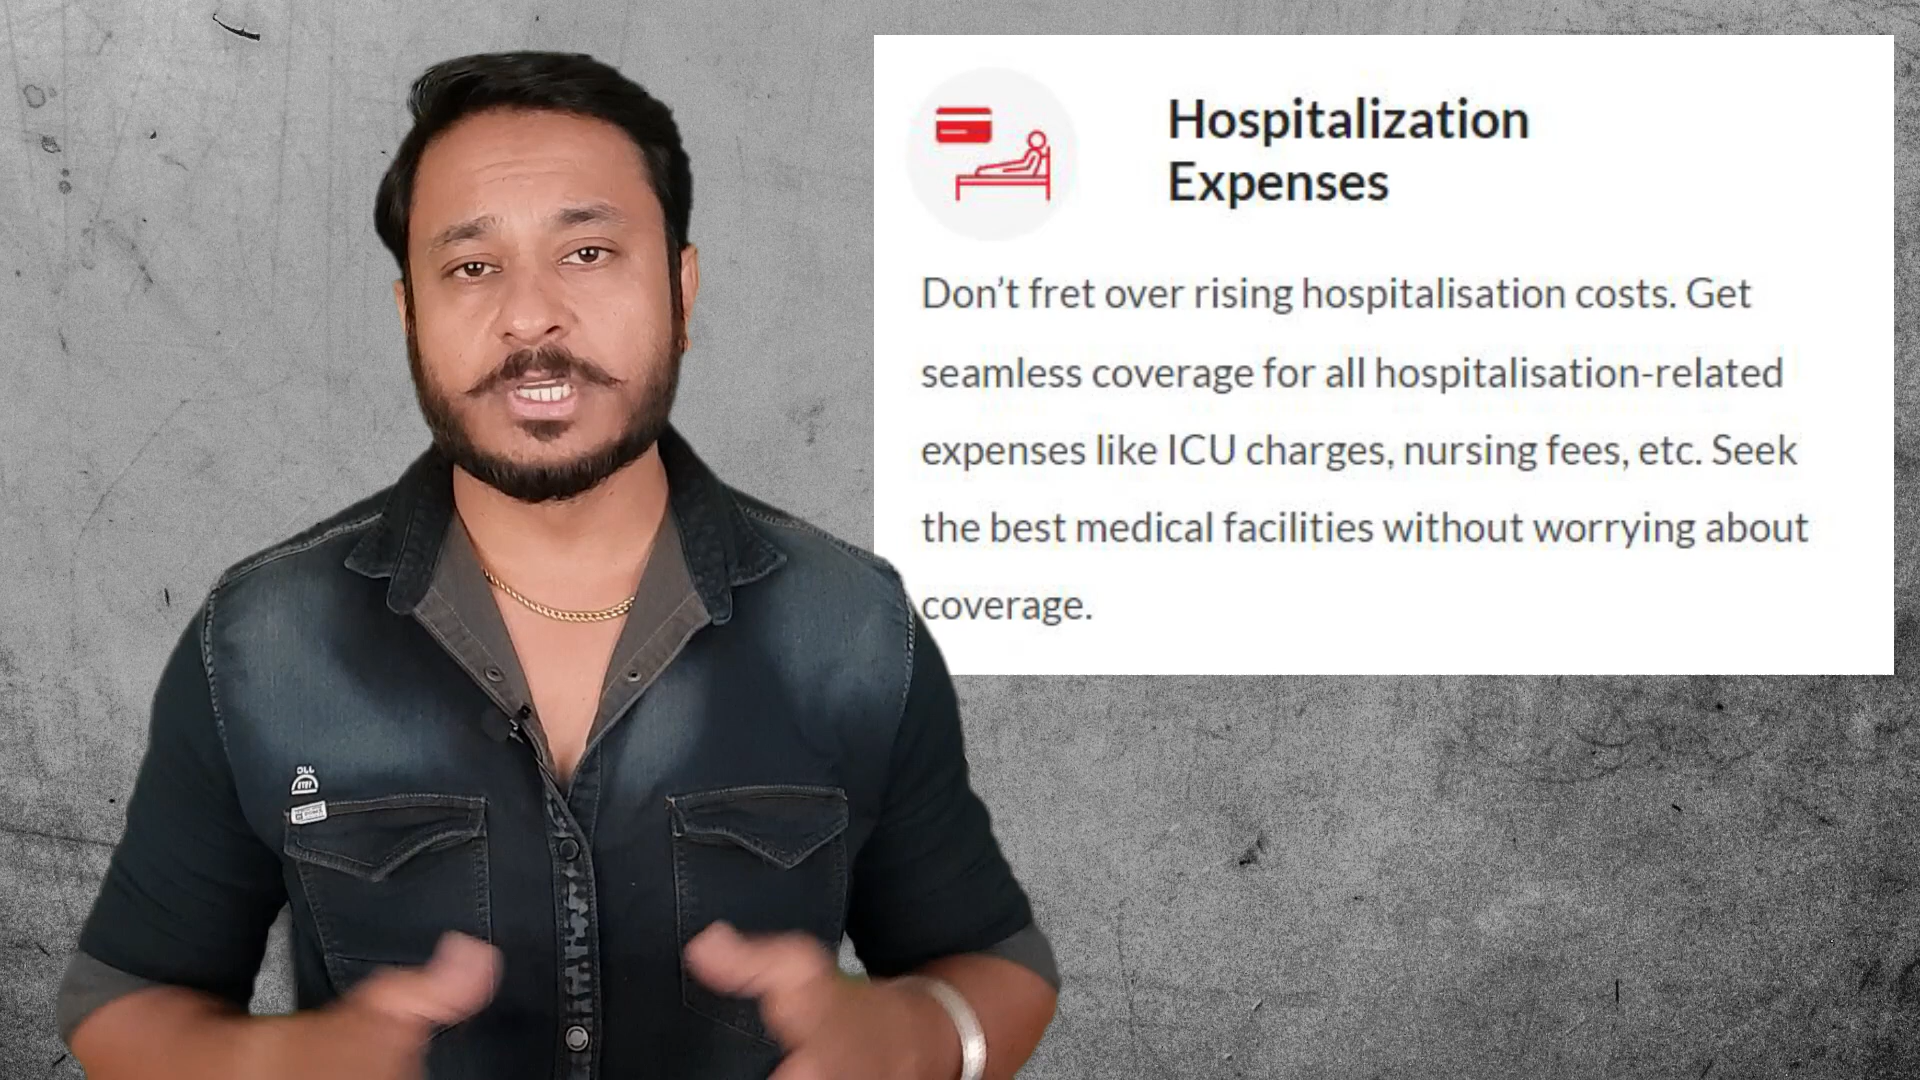 Hospitalization
Expenses
Don't fret over rising hospitalisation costs. Get
seamless coverage for all hospitalisation-related
expenses like ICU charges, nursing fees, etc. Seek
the best medical facilities without worrying about
coverage.